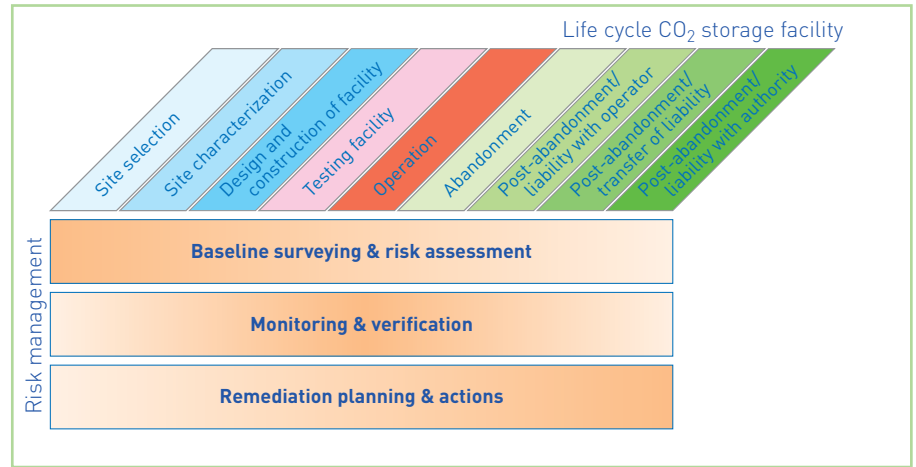 Life cycle CO₂ storage facility
Site selection
Site characterization
Design and
construction of facility
Testing facility
Operation
Abandonment
Post-abandonment/
liability with operator
Post-abandonment/
transfer of liability
Post-abandonment/
liability with authority
Risk management
Baseline surveying & risk assessment
Monitoring & verification
Remediation planning & actions